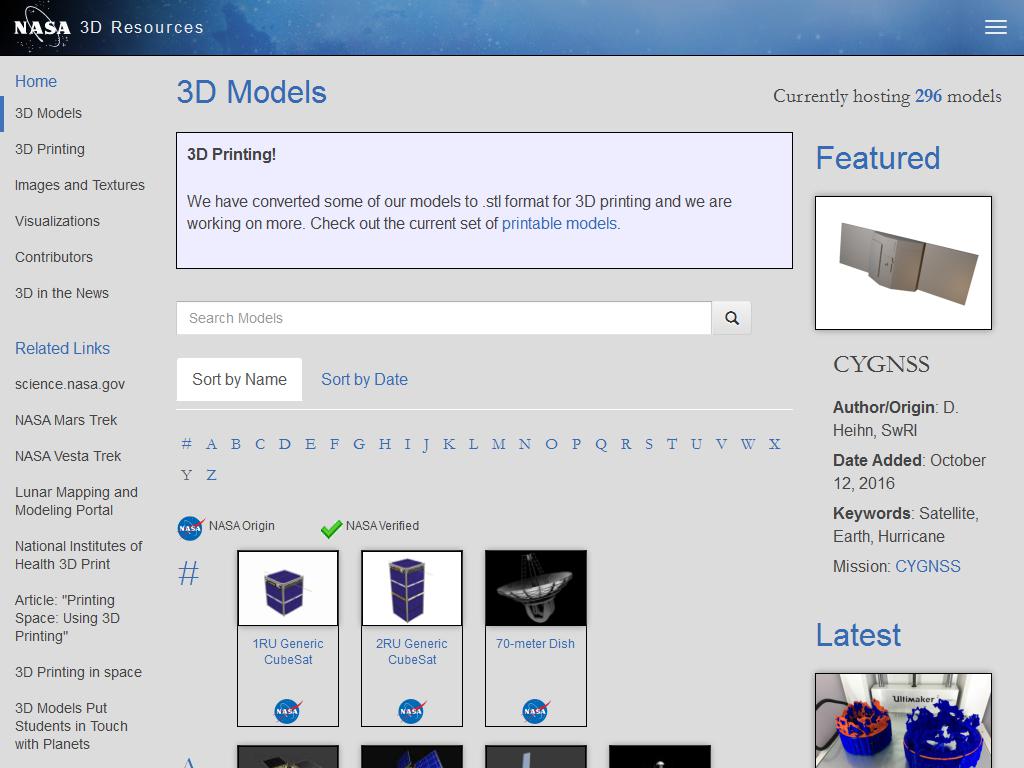 NASA 3D Resources
Home
3D Models
3D Printing
Images and Textures
Visualizations
Contributors
3D in the News
Related Links
science.nasa.gov
NASA Mars Trek
NASA Vesta Trek
Lunar Mapping and
Modeling Portal
National Institutes of
Health 3D Print
Article: "Printing
Space: Using 3D
Printing"
3D Printing in space
3D Models Put
Students in Touch
with Planets
3D Models
Currently hosting 296 models
3D Printing!
We have converted some of our models to .stl format for 3D printing and we are
working on more. Check out the current set of printable models.
Search Models
Sort by Name Sort by Date
# A B C D E F G H I J K L M N O P Q R S T U V W X
Y Z
NASA NASA Origin NASA Verified
#
1RU Generic
CubeSat
NASA
2RU Generic
CubeSat
NASA
70-meter Dish
NASA
Featured
CYGNSS
Author/Origin: D.
Heihn, SwRI
Date Added: October
12, 2016
Keywords: Satellite,
Earth, Hurricane
Mission: CYGNSS
Latest
Ultimaker